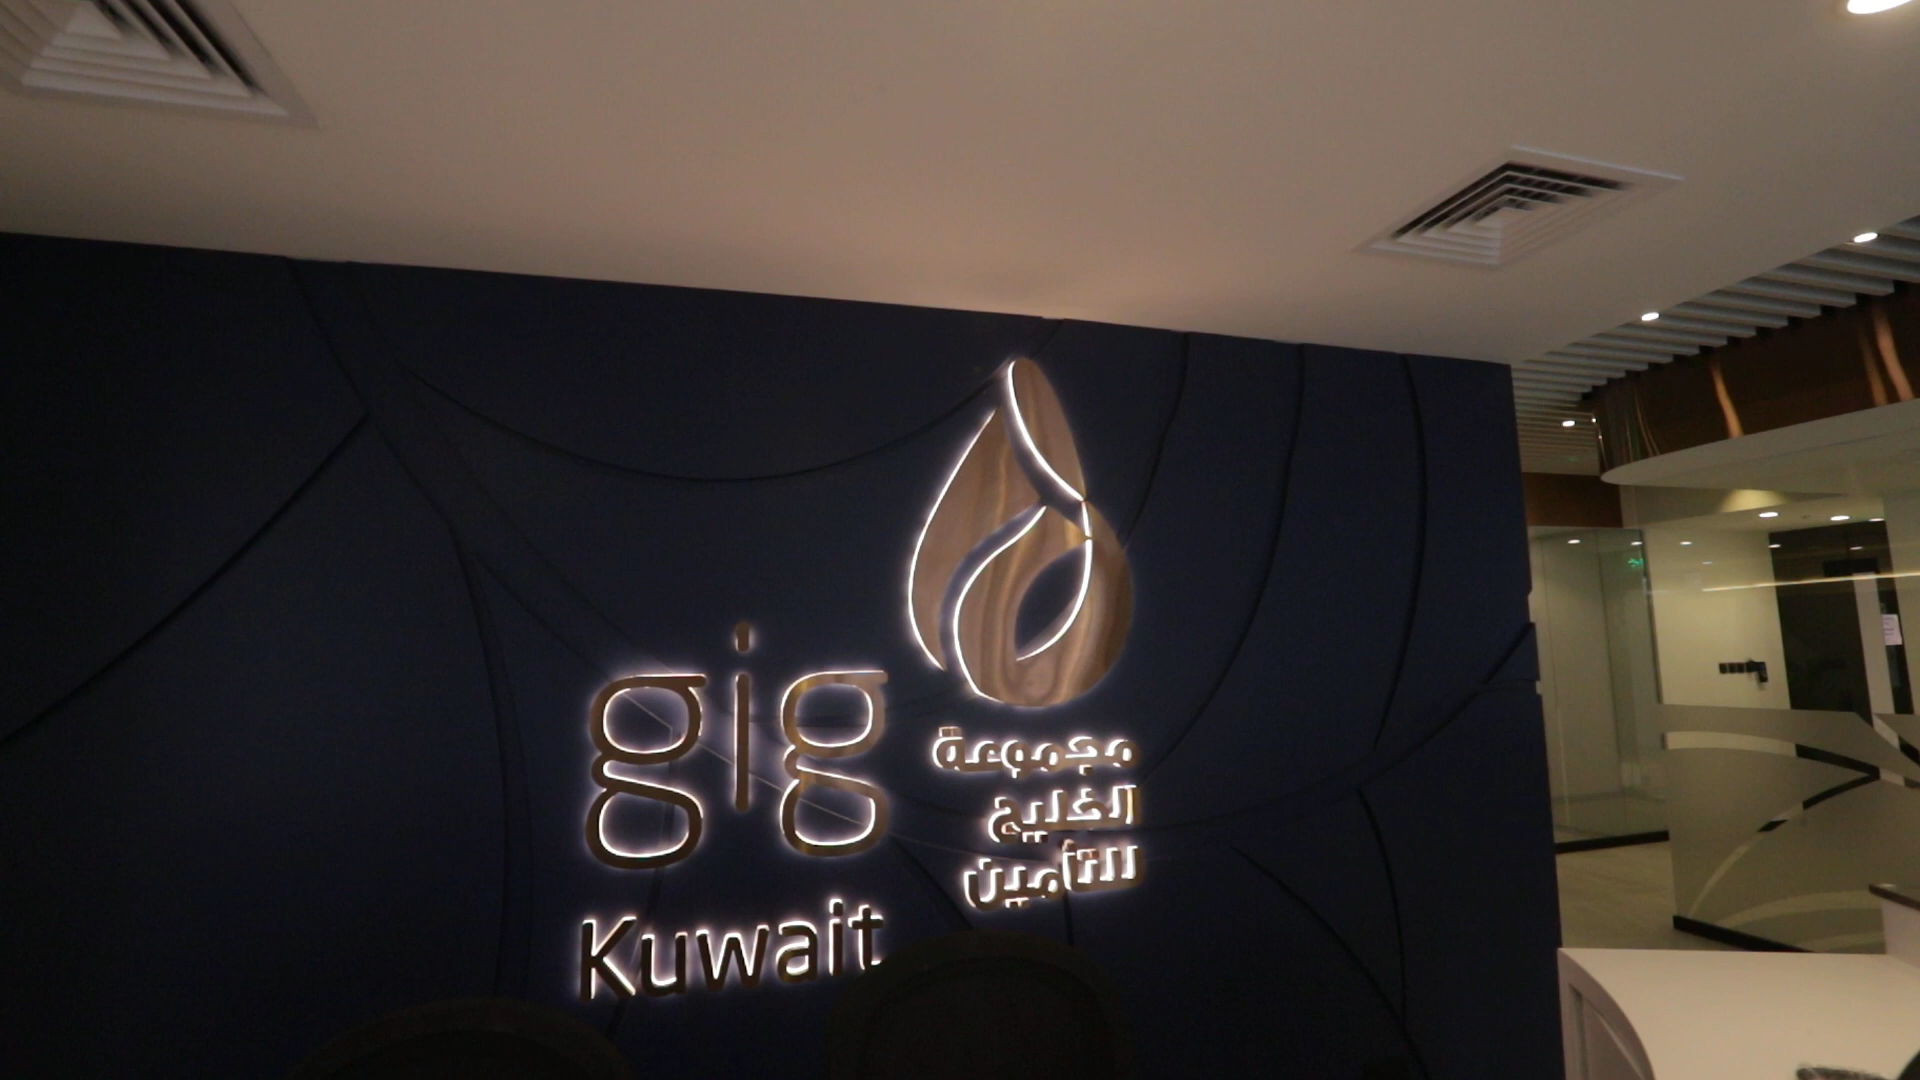 gig
Kuwait
مجموعة
الخليج
للتأمين